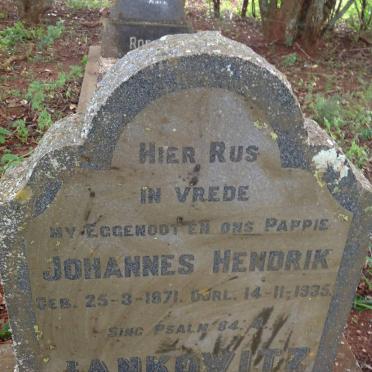 HIER RUS
IN VREDE
MY EGGENOOT EN ONS PAPPIE
JOHANNES HENDRIK
GEB. 25-3-1871. OORL. 14-11-1935.
SING PSALM 84.
JANKOWITZ